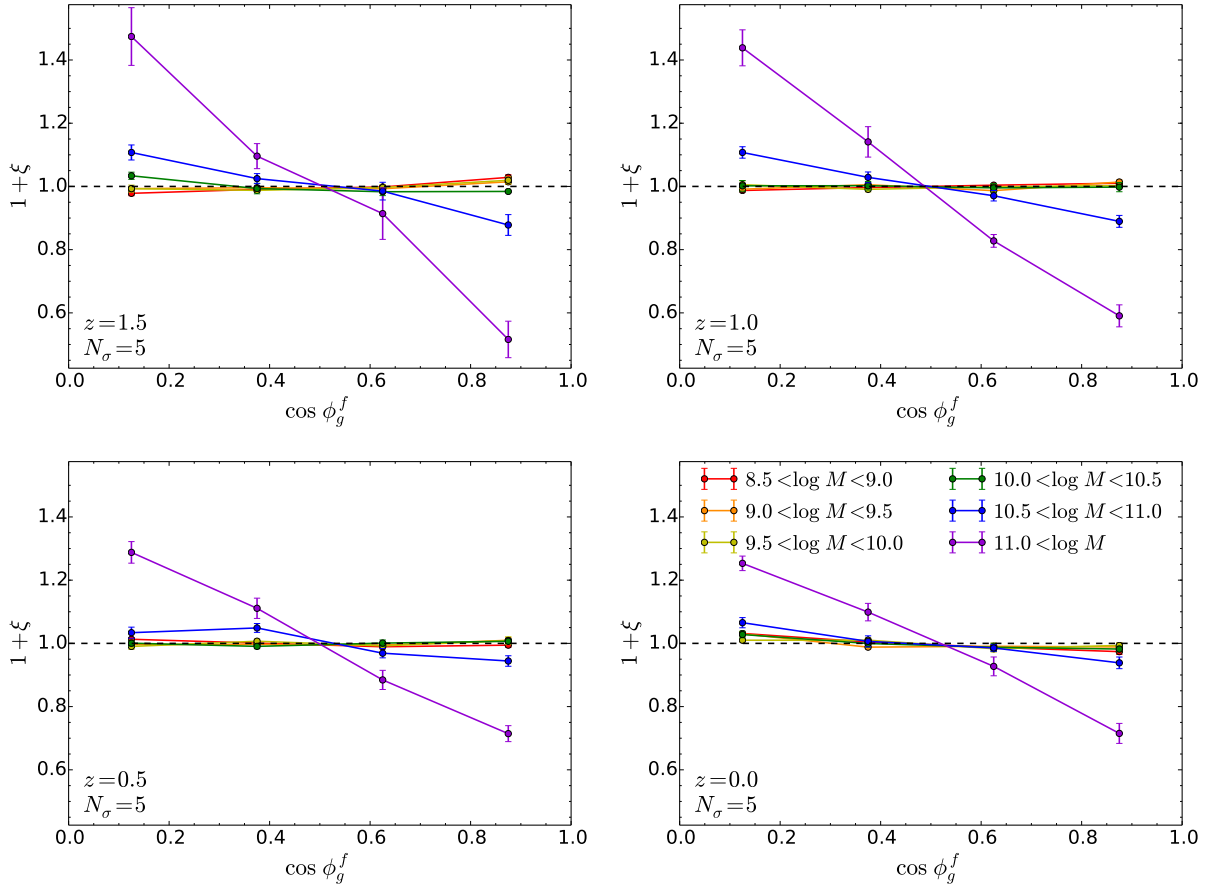 1.4
1.2
1.0
0.8
0.6
1 + ξ
z = 1.5
N_σ = 5
0.0 0.2 0.4 0.6 0.8 1.0
cos ϕ_g^f
1.4
1.2
1.0
0.8
0.6
1 + ξ
z = 1.0
N_σ = 5
0.0 0.2 0.4 0.6 0.8 1.0
cos ϕ_g^f
1.4
1.2
1.0
0.8
0.6
1 + ξ
z = 0.5
N_σ = 5
0.0 0.2 0.4 0.6 0.8 1.0
cos ϕ_g^f
1.4
1.2
1.0
0.8
0.6
1 + ξ
8.5 < log M < 9.0
9.0 < log M < 9.5
9.5 < log M < 10.0
10.0 < log M < 10.5
10.5 < log M < 11.0
11.0 < log M
z = 0.0
N_σ = 5
0.0 0.2 0.4 0.6 0.8 1.0
cos ϕ_g^f